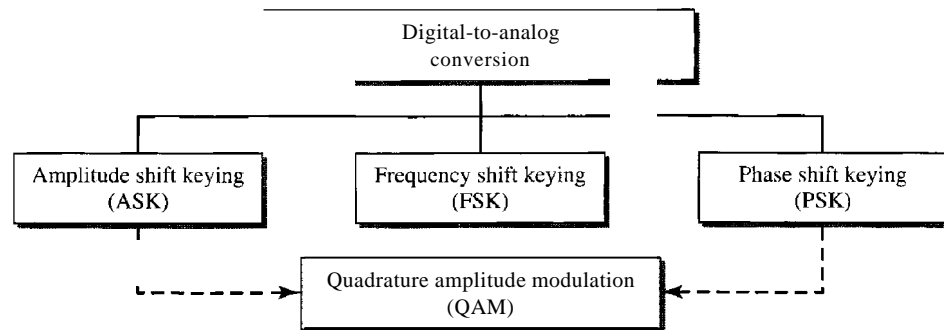 Digital-to-analog
conversion
Amplitude shift keying
(ASK)
Frequency shift keying
(FSK)
Phase shift keying
(PSK)
Quadrature amplitude modulation
(QAM)